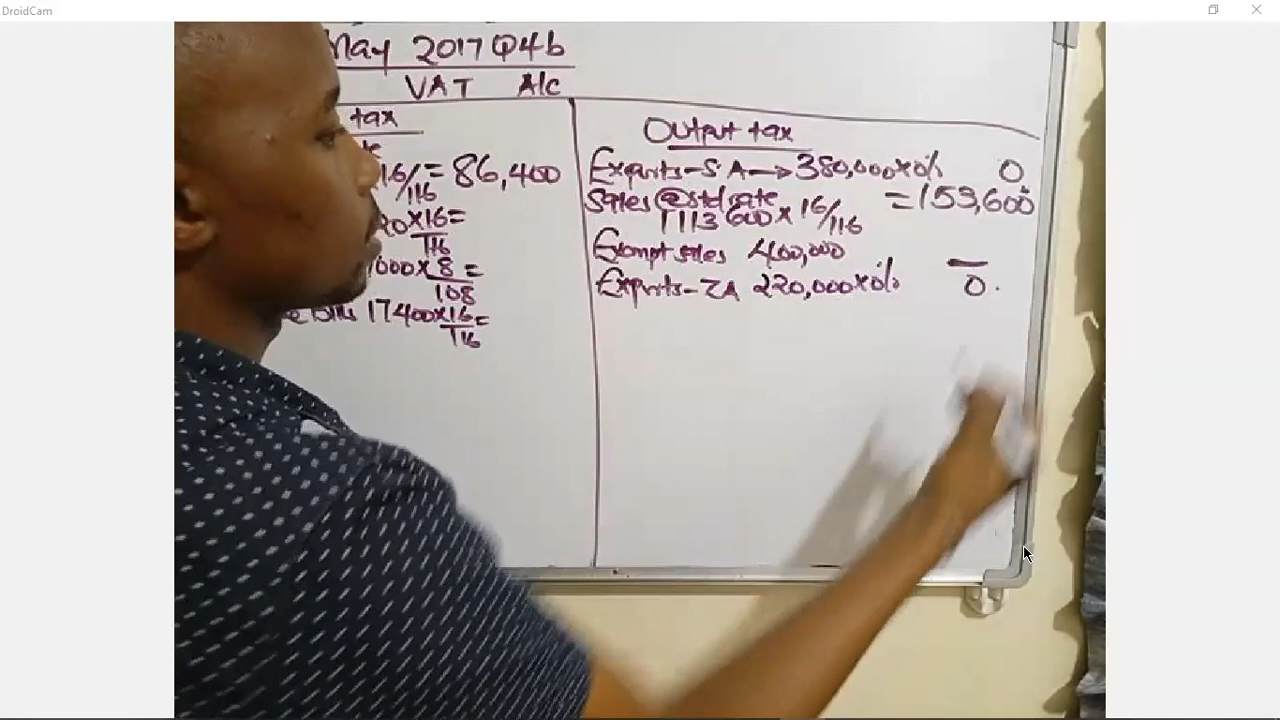 DroidCam
May 2017 Q4b
VAT A/c
tax
16/116 = 86,400
×16/116 =
1000×8/108 =
17400×16/116 =
Output tax
Exports-S.A → 380,000×0% 0
Sales @ std rate = 153,600
1113 600 × 16/116
Exempt sales 400,000 —
Exports-ZA 220,000×0% 0.